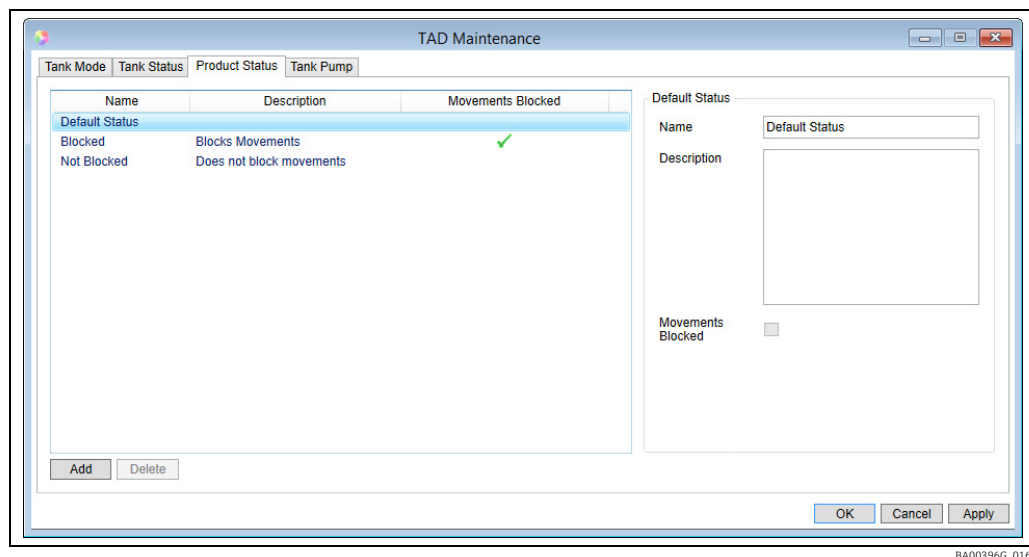 TAD Maintenance
Tank Mode Tank Status Product Status Tank Pump
Name Description Movements Blocked
Default Status
Blocked Blocks Movements
Not Blocked Does not block movements
Default Status
Name Default Status
Description
Movements
Blocked
Add Delete
OK Cancel Apply
BA00396G_016